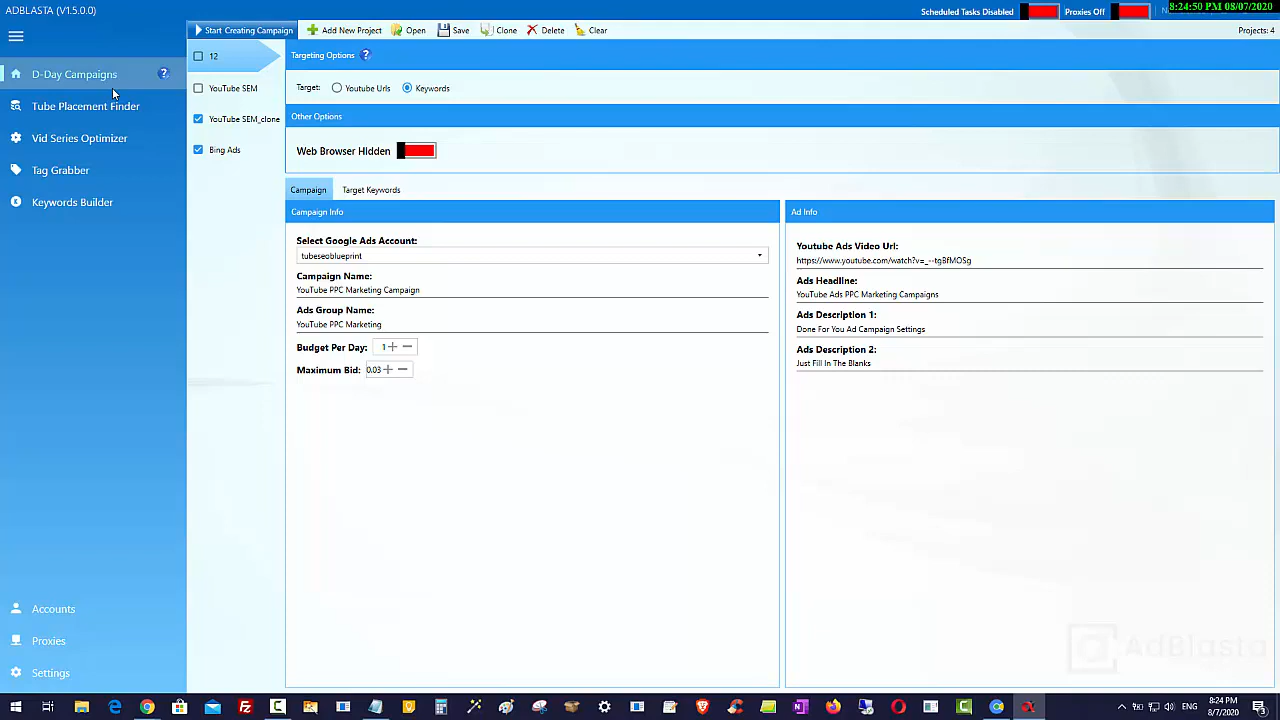 ADBLASTA (V1.5.0.0)
Scheduled Tasks Disabled
Proxies Off
8:24:50 PM 08/07/2020
Start Creating Campaign
Add New Project
Open
Save
Clone
Delete
Clear
Projects: 4
D-Day Campaigns
Tube Placement Finder
Vid Series Optimizer
Tag Grabber
Keywords Builder
12
YouTube SEM
YouTube SEM_clone
Bing Ads
Targeting Options
Target:
Youtube Urls
Keywords
Other Options
Web Browser Hidden
Campaign
Target Keywords
Campaign Info
Select Google Ads Account:
tubeseoblueprint
Campaign Name:
YouTube PPC Marketing Campaign
Ads Group Name:
YouTube PPC Marketing
Budget Per Day: 1
Maximum Bid: 0.03
Ad Info
Youtube Ads Video Url:
https://www.youtube.com/watch?v=_--tgBfMOSg
Ads Headline:
YouTube Ads PPC Marketing Campaigns
Ads Description 1:
Done For You Ad Campaign Settings
Ads Description 2:
Just Fill In The Blanks
AdBlasta
Accounts
Proxies
Settings
ENG
8:24 PM
8/7/2020